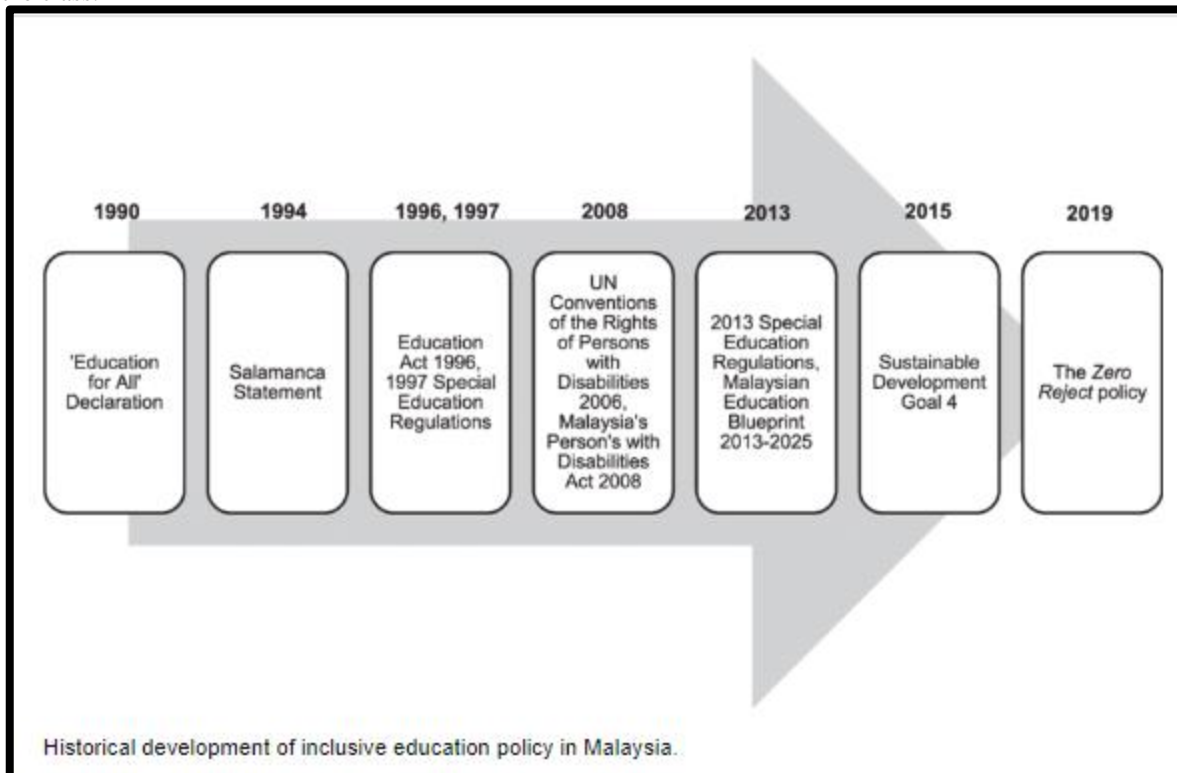 1990
1994
1996, 1997
2008
2013
2015
2019
'Education
for All'
Declaration
Salamanca
Statement
Education
Act 1996,
1997 Special
Education
Regulations
UN
Conventions
of the Rights
of Persons
with
Disabilities
2006,
Malaysia's
Person's with
Disabilities
Act 2008
2013 Special
Education
Regulations,
Malaysian
Education
Blueprint
2013-2025
Sustainable
Development
Goal 4
The Zero
Reject policy
Historical development of inclusive education policy in Malaysia.